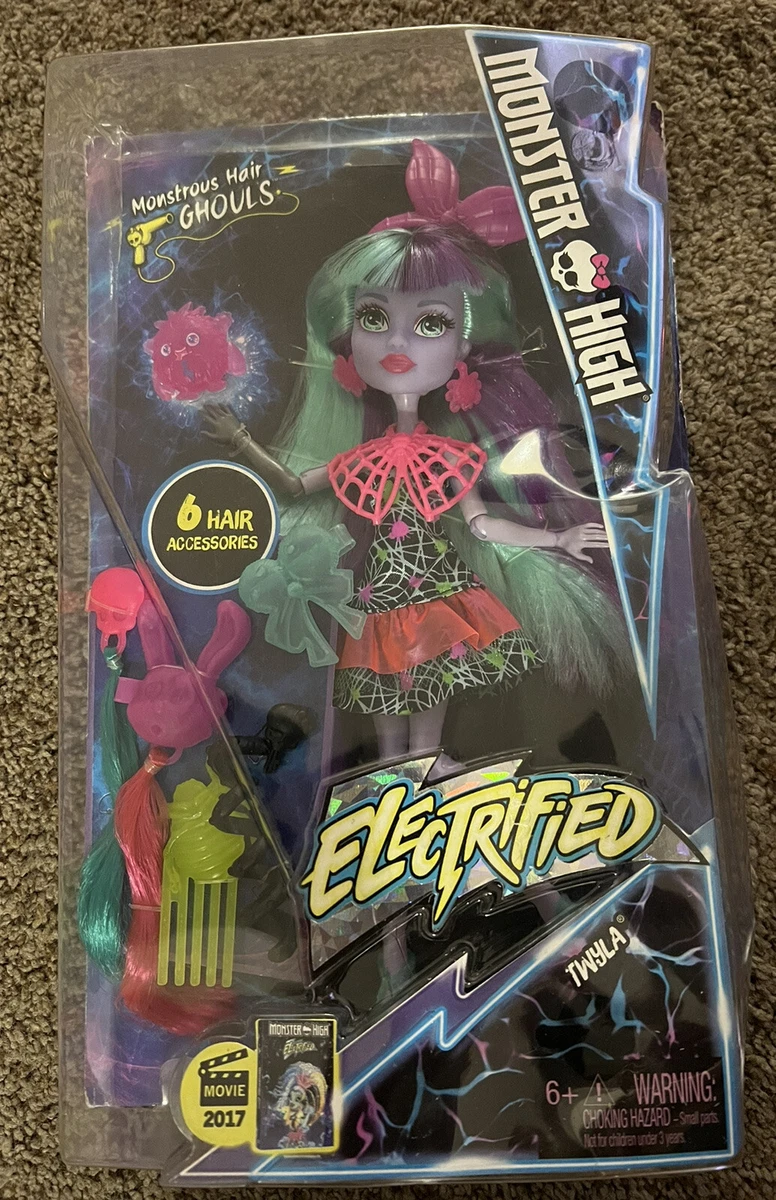 MONSTER HIGH®
Monstrous Hair
GHOULS
6 HAIR
ACCESSORIES
ELECTRIFIED
TWYLA®
MONSTER HIGH
Electrified
MOVIE
2017
6+ WARNING:
CHOKING HAZARD – Small parts.
Not for children under 3 years.